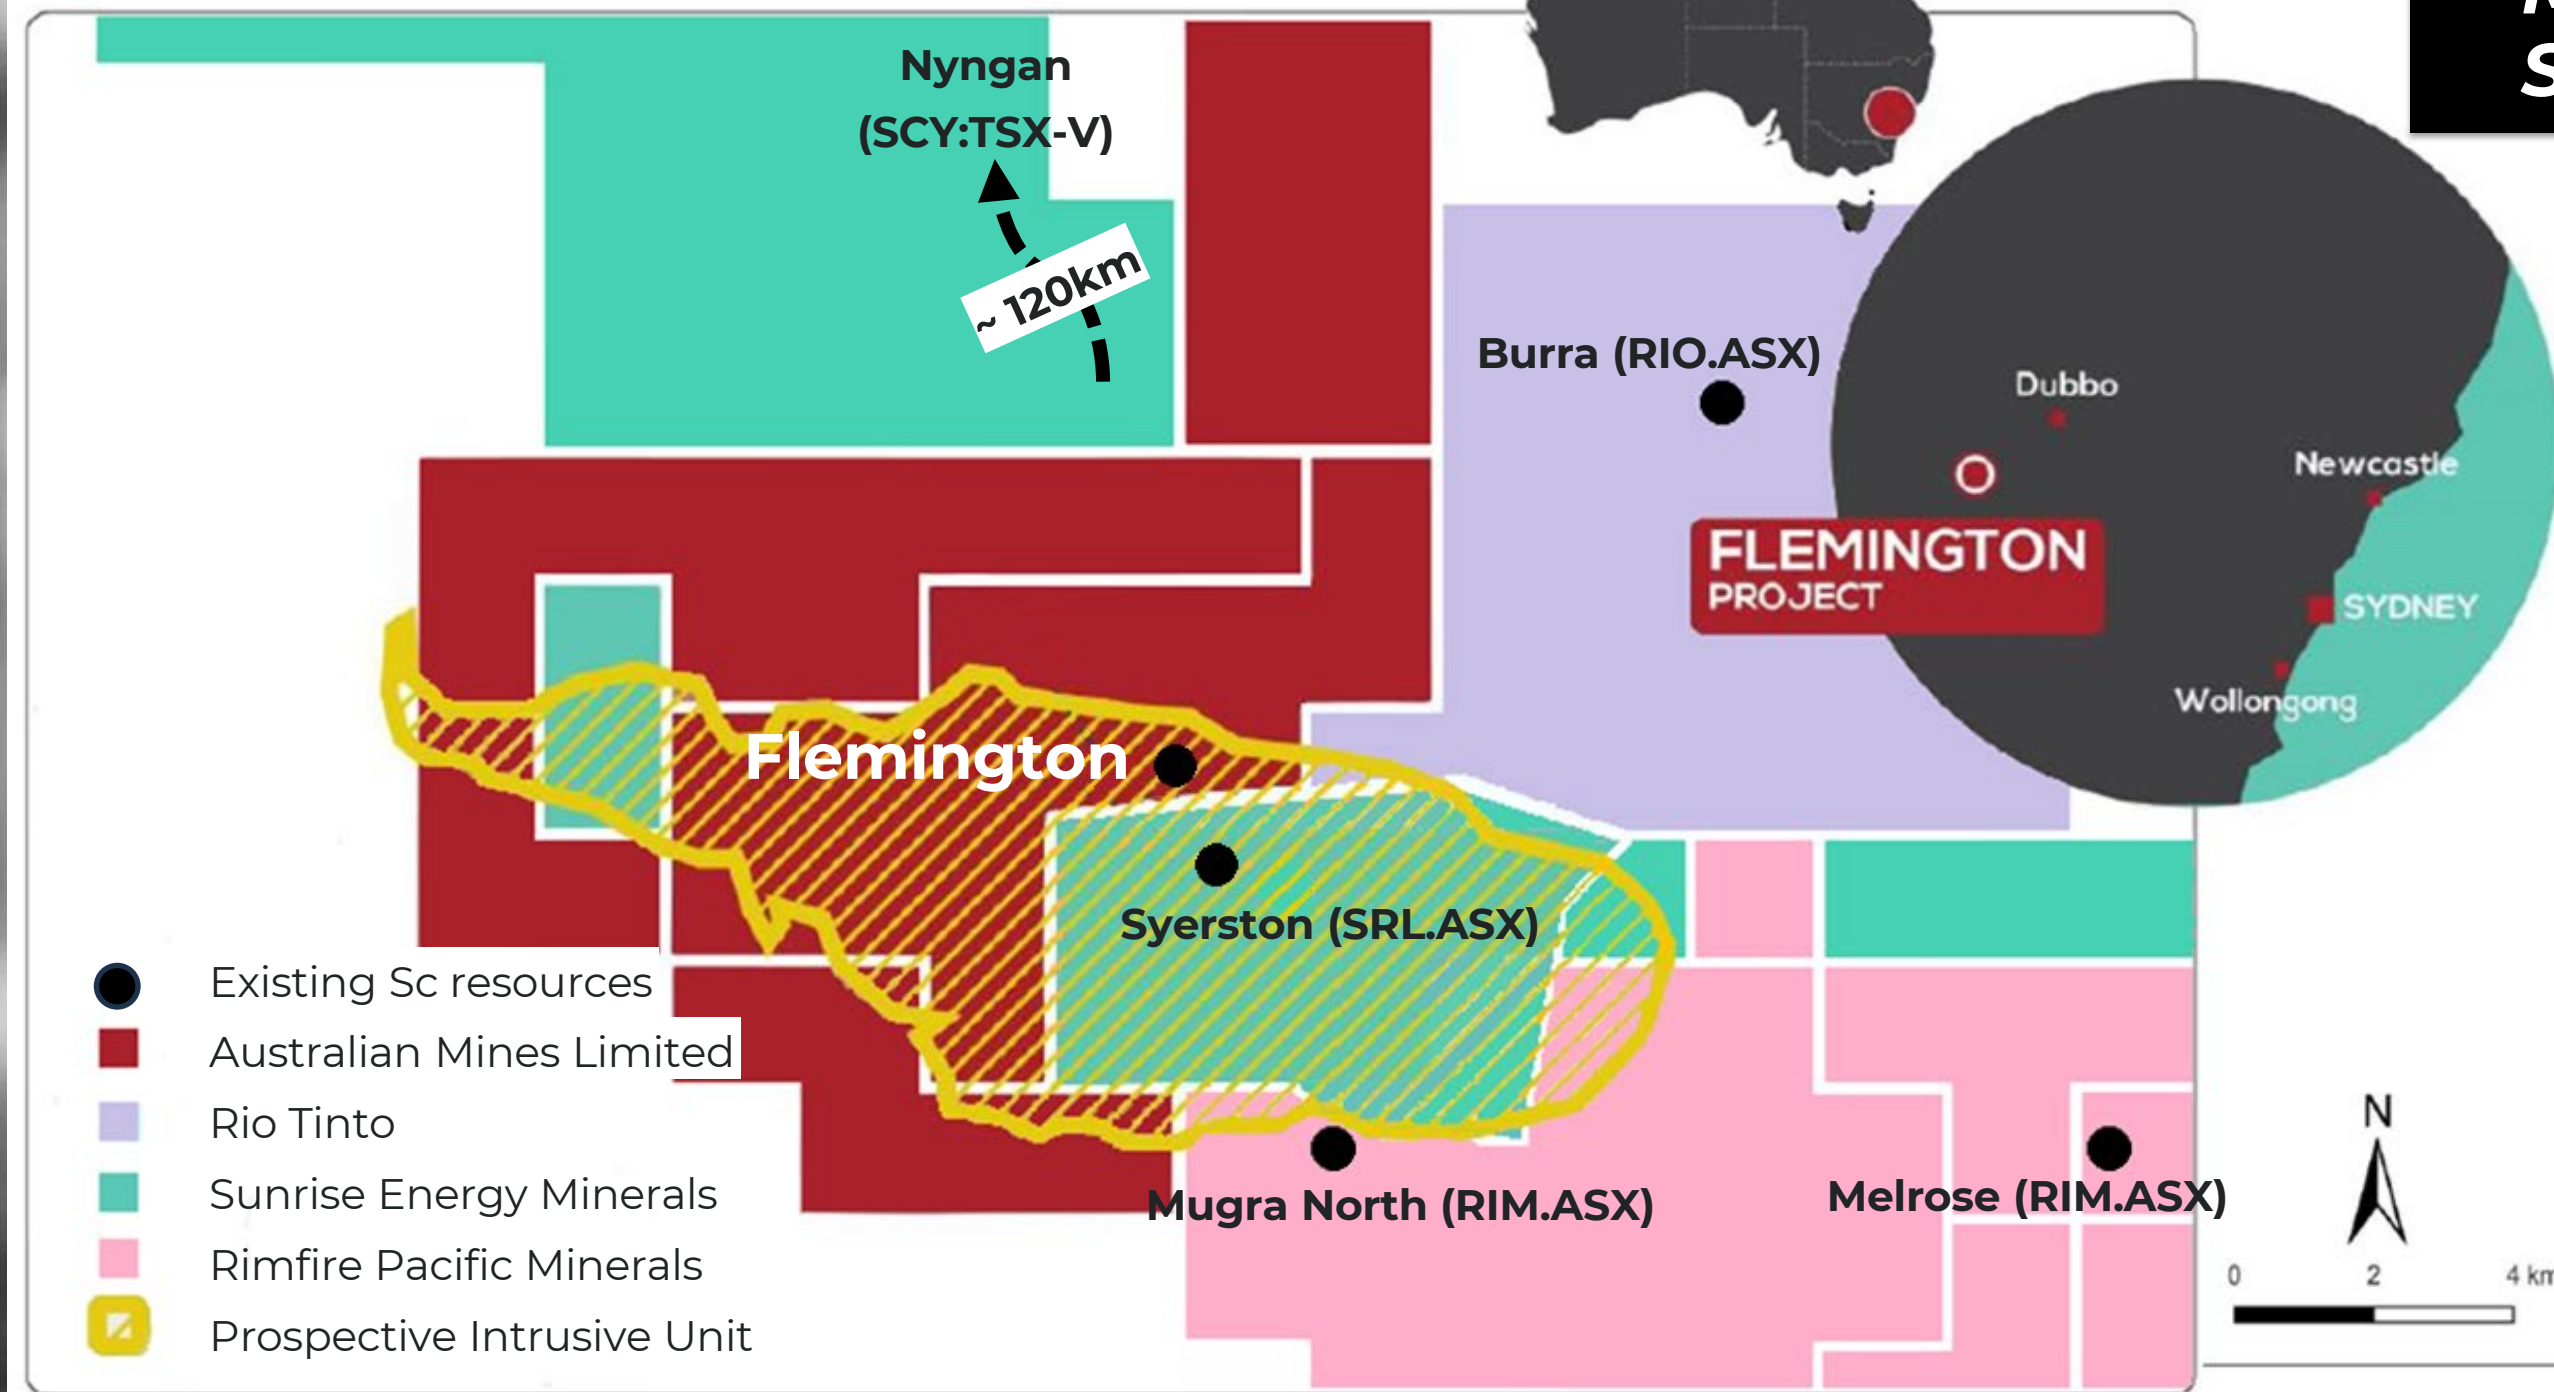 Nyngan
(SCY:TSX-V)
~ 120km
Burra (RIO.ASX)
Dubbo
Newcastle
FLEMINGTON
PROJECT
SYDNEY
Wollongong
Flemington
Syerston (SRL.ASX)
Mugra North (RIM.ASX)
Melrose (RIM.ASX)
Existing Sc resources
Australian Mines Limited
Rio Tinto
Sunrise Energy Minerals
Rimfire Pacific Minerals
Prospective Intrusive Unit
N
0 2 4 km